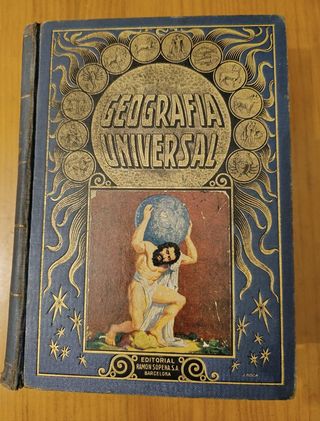 GEOGRAFIA
UNIVERSAL
EDITORIAL
RAMON SOPENA, S.A.
BARCELONA